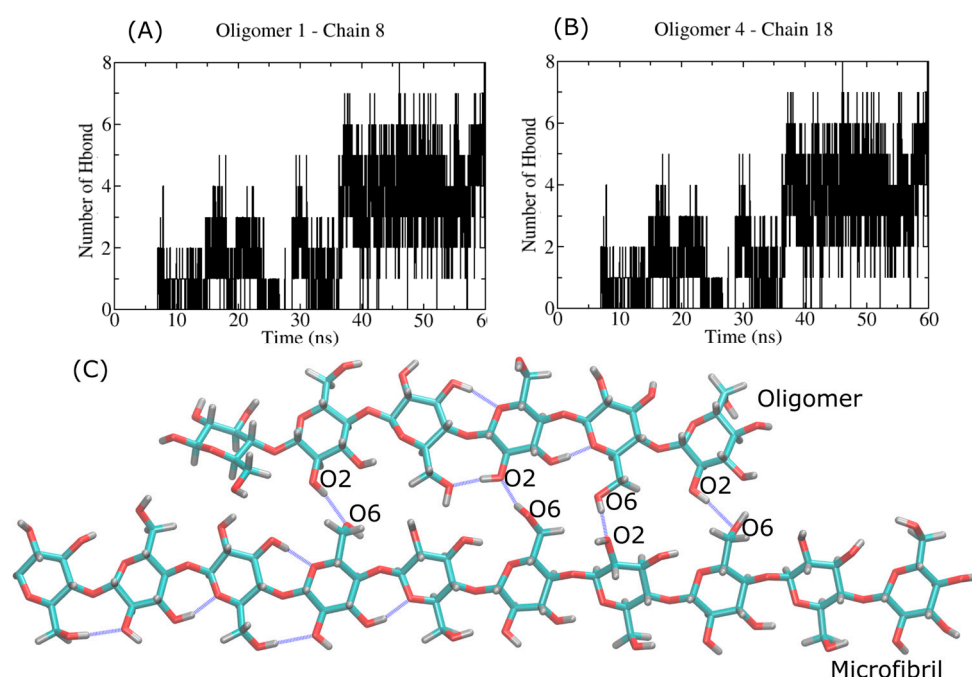 (A)
Oligomer 1 - Chain 8
Number of Hbond
8
6
4
2
0
0 10 20 30 40 50 60
Time (ns)
(B)
Oligomer 4 - Chain 18
Number of Hbond
8
6
4
2
0
0 10 20 30 40 50 60
Time (ns)
(C)
Oligomer
O2 O2 O6 O2
O6 O6 O2 O6
Microfibril